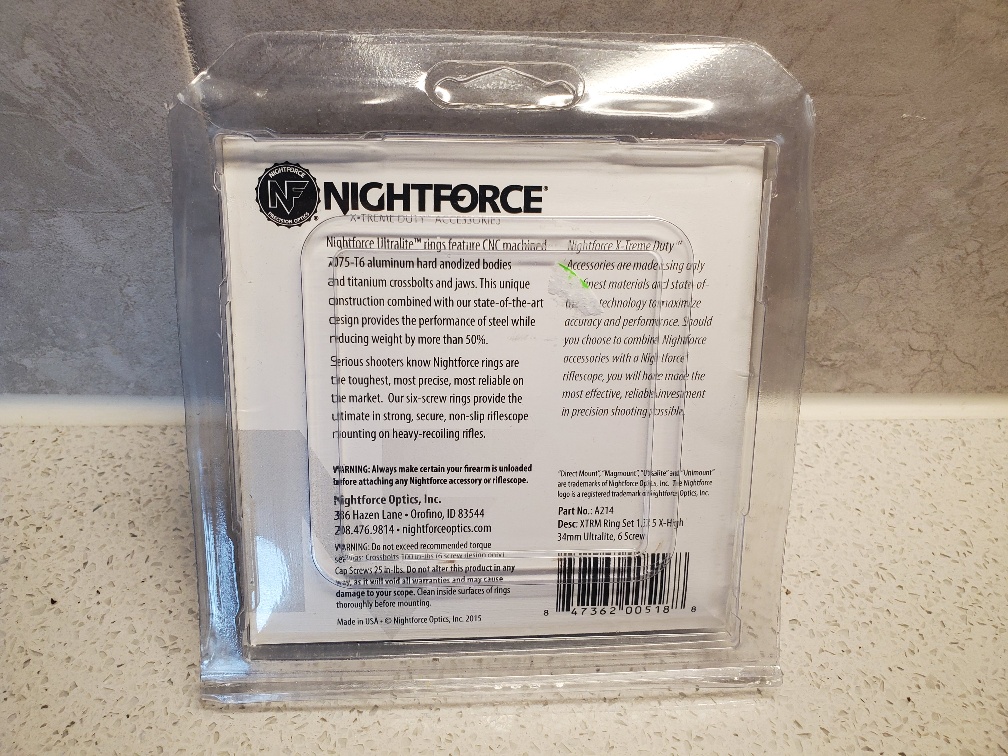 NIGHTFORCE
NF
PRECISION OPTICS
NIGHTFORCE®
X-TREME DUTY ACCESSORIES
Nightforce Ultralite™ rings feature CNC machined
7075-T6 aluminum hard anodized bodies
and titanium crossbolts and jaws. This unique
construction combined with our state-of-the-art
design provides the performance of steel while
reducing weight by more than 50%.
Serious shooters know Nightforce rings are
the toughest, most precise, most reliable on
the market. Our six-screw rings provide the
ultimate in strong, secure, non-slip riflescope
mounting on heavy-recoiling rifles.
WARNING: Always make certain your firearm is unloaded
before attaching any Nightforce accessory or riflescope.
Nightforce Optics, Inc.
336 Hazen Lane • Orofino, ID 83544
208.476.9814 • nightforceoptics.com
WARNING: Do not exceed recommended torque
Crossbolts 100 in-lbs (6 screw design only)
Cap Screws 25 in-lbs. Do not alter this product in any
way, as it will void all warranties and may cause
damage to your scope. Clean inside surfaces of rings
thoroughly before mounting.
Made in USA • © Nightforce Optics, Inc. 2015
Nightforce X-Treme Duty™
Accessories are made using only
finest materials and state-of-
technology to maximize
accuracy and performance. Should
you choose to combine Nightforce
accessories with a Nightforce
riflescope, you will have made the
most effective, reliable investment
in precision shooting possible.
"Direct Mount", "Magmount", "Ultralite" and "Unimount"
are trademarks of Nightforce Optics, Inc. The Nightforce
logo is a registered trademark of Nightforce Optics, Inc.
Part No.: A214
Desc: XTRM Ring Set X-High
34mm Ultralite, 6 Screw
8 47362 00518 8